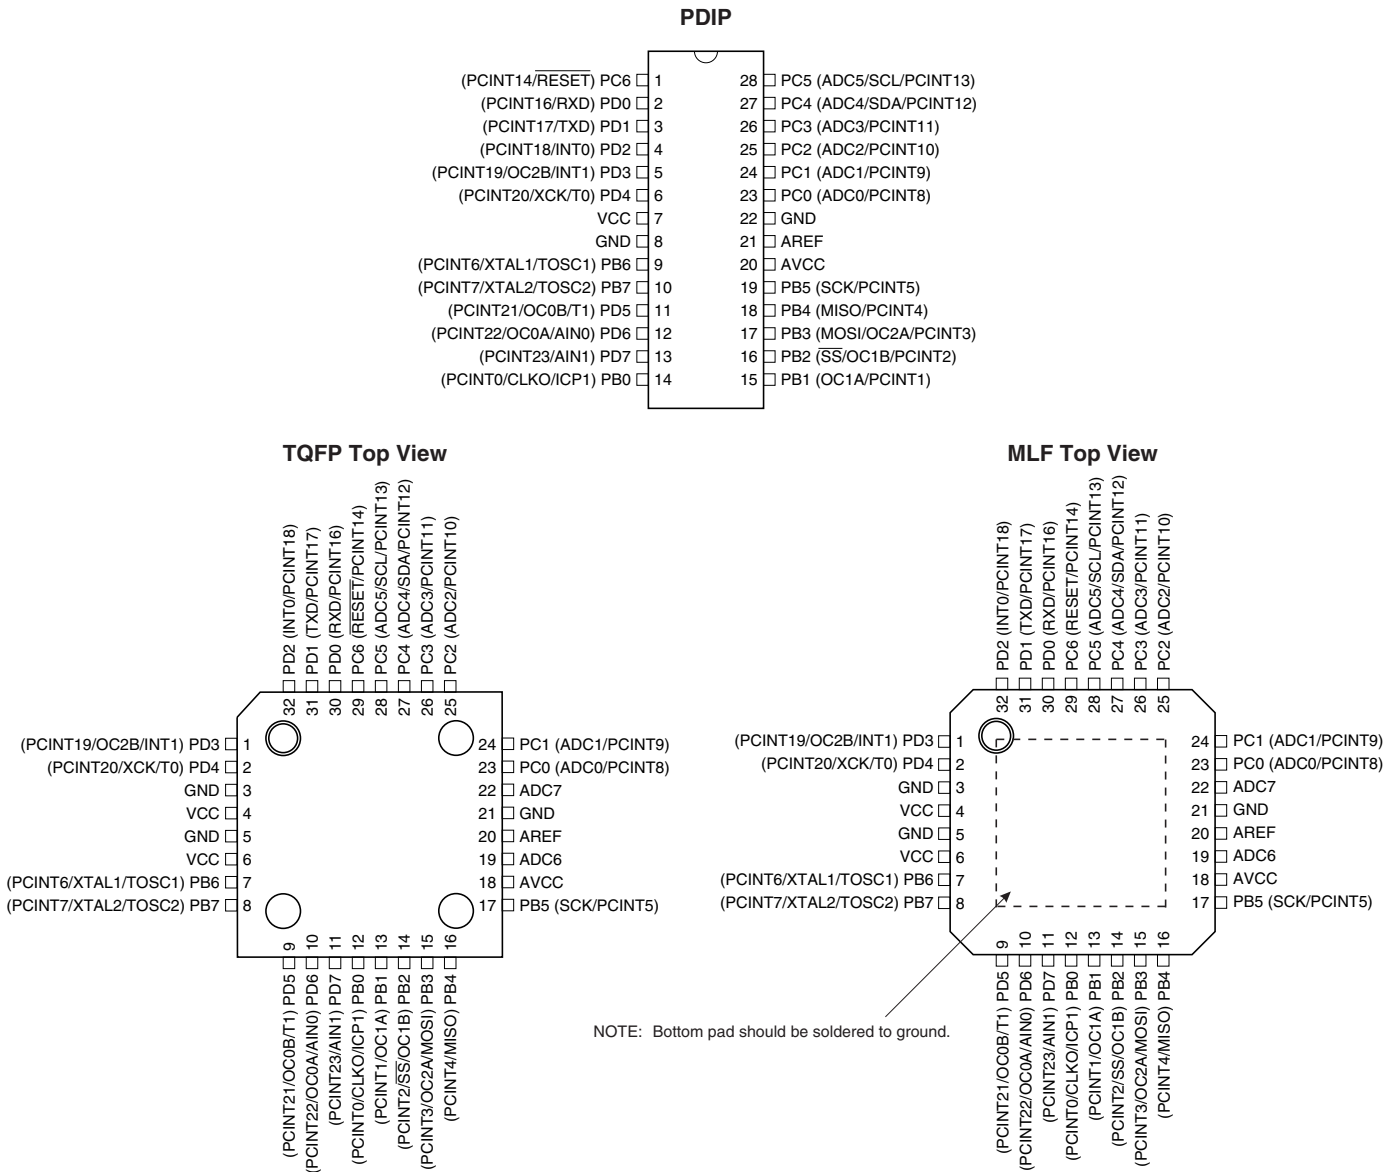 PDIP
(PCINT14/RESET) PC6 1
(PCINT16/RXD) PD0 2
(PCINT17/TXD) PD1 3
(PCINT18/INT0) PD2 4
(PCINT19/OC2B/INT1) PD3 5
(PCINT20/XCK/T0) PD4 6
VCC 7
GND 8
(PCINT6/XTAL1/TOSC1) PB6 9
(PCINT7/XTAL2/TOSC2) PB7 10
(PCINT21/OC0B/T1) PD5 11
(PCINT22/OC0A/AIN0) PD6 12
(PCINT23/AIN1) PD7 13
(PCINT0/CLKO/ICP1) PB0 14
28 PC5 (ADC5/SCL/PCINT13)
27 PC4 (ADC4/SDA/PCINT12)
26 PC3 (ADC3/PCINT11)
25 PC2 (ADC2/PCINT10)
24 PC1 (ADC1/PCINT9)
23 PC0 (ADC0/PCINT8)
22 GND
21 AREF
20 AVCC
19 PB5 (SCK/PCINT5)
18 PB4 (MISO/PCINT4)
17 PB3 (MOSI/OC2A/PCINT3)
16 PB2 (SS/OC1B/PCINT2)
15 PB1 (OC1A/PCINT1)
TQFP Top View
32 PD2 (INT0/PCINT18)
31 PD1 (TXD/PCINT17)
30 PD0 (RXD/PCINT16)
29 PC6 (RESET/PCINT14)
28 PC5 (ADC5/SCL/PCINT13)
27 PC4 (ADC4/SDA/PCINT12)
26 PC3 (ADC3/PCINT11)
25 PC2 (ADC2/PCINT10)
(PCINT19/OC2B/INT1) PD3 1
(PCINT20/XCK/T0) PD4 2
GND 3
VCC 4
GND 5
VCC 6
(PCINT6/XTAL1/TOSC1) PB6 7
(PCINT7/XTAL2/TOSC2) PB7 8
24 PC1 (ADC1/PCINT9)
23 PC0 (ADC0/PCINT8)
22 ADC7
21 GND
20 AREF
19 ADC6
18 AVCC
17 PB5 (SCK/PCINT5)
(PCINT21/OC0B/T1) PD5 9
(PCINT22/OC0A/AIN0) PD6 10
(PCINT23/AIN1) PD7 11
(PCINT0/CLKO/ICP1) PB0 12
(PCINT1/OC1A) PB1 13
(PCINT2/SS/OC1B) PB2 14
(PCINT3/OC2A/MOSI) PB3 15
(PCINT4/MISO) PB4 16
MLF Top View
32 PD2 (INT0/PCINT18)
31 PD1 (TXD/PCINT17)
30 PD0 (RXD/PCINT16)
29 PC6 (RESET/PCINT14)
28 PC5 (ADC5/SCL/PCINT13)
27 PC4 (ADC4/SDA/PCINT12)
26 PC3 (ADC3/PCINT11)
25 PC2 (ADC2/PCINT10)
(PCINT19/OC2B/INT1) PD3 1
(PCINT20/XCK/T0) PD4 2
GND 3
VCC 4
GND 5
VCC 6
(PCINT6/XTAL1/TOSC1) PB6 7
(PCINT7/XTAL2/TOSC2) PB7 8
24 PC1 (ADC1/PCINT9)
23 PC0 (ADC0/PCINT8)
22 ADC7
21 GND
20 AREF
19 ADC6
18 AVCC
17 PB5 (SCK/PCINT5)
(PCINT21/OC0B/T1) PD5 9
(PCINT22/OC0A/AIN0) PD6 10
(PCINT23/AIN1) PD7 11
(PCINT0/CLKO/ICP1) PB0 12
(PCINT1/OC1A) PB1 13
(PCINT2/SS/OC1B) PB2 14
(PCINT3/OC2A/MOSI) PB3 15
(PCINT4/MISO) PB4 16
NOTE: Bottom pad should be soldered to ground.